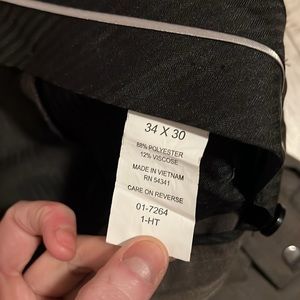 34 X 30
88% POLYESTER
12% VISCOSE
MADE IN VIETNAM
RN 54341
CARE ON REVERSE
01-7264
1-HT